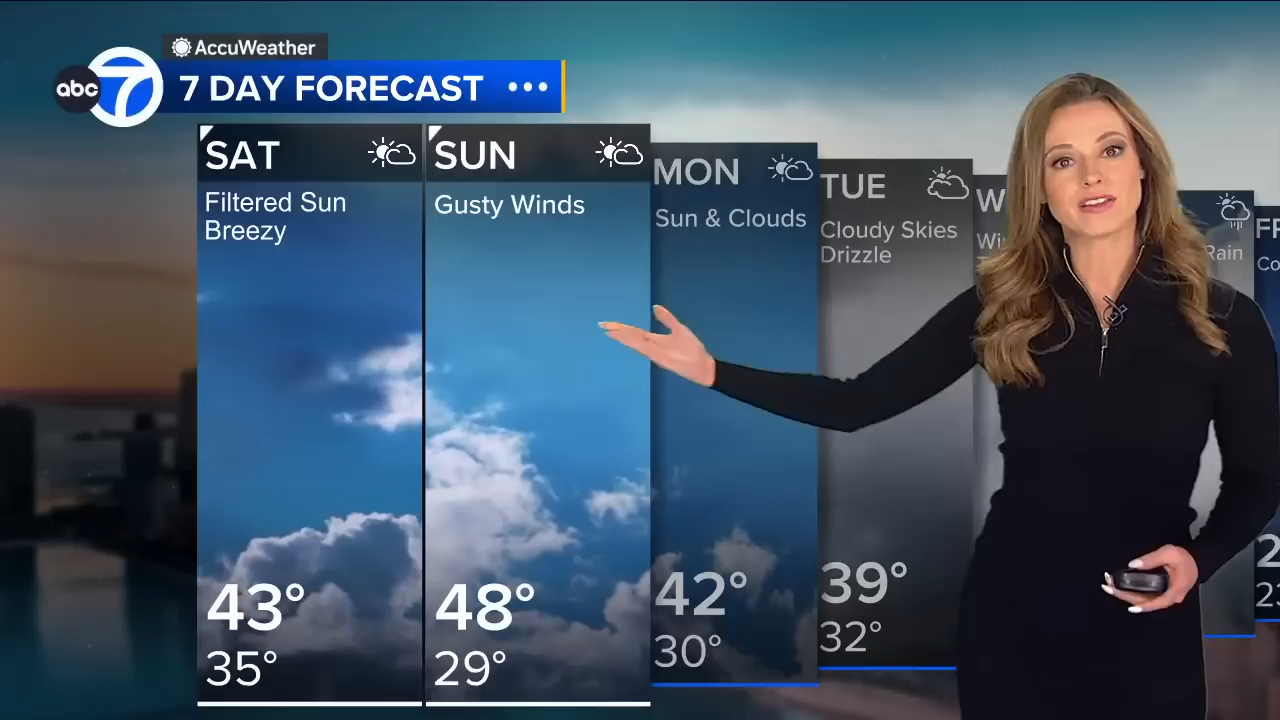 AccuWeather
abc 7
7 DAY FORECAST
SAT
Filtered Sun
Breezy
43°
35°
SUN
Gusty Winds
48°
29°
MON
Sun & Clouds
42°
30°
TUE
Cloudy Skies
Drizzle
39°
32°
W
Rain